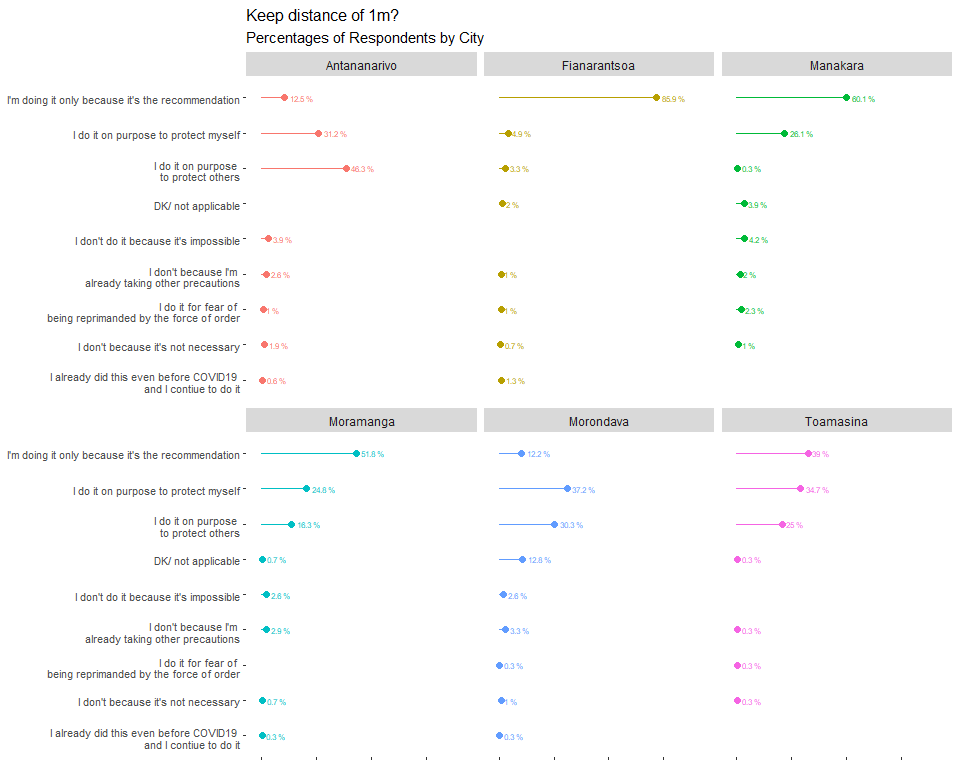 Keep distance of 1m?
Percentages of Respondents by City
Antananarivo Fianarantsoa Manakara
I'm doing it only because it's the recommendation 12.5 % 85.9 % 60.1 %
I do it on purpose to protect myself 31.2 % 4.9 % 26.1 %
I do it on purpose
to protect others 46.3 % 3.3 % 0.3 %
DK/ not applicable 2 % 3.9 %
I don't do it because it's impossible 3.9 % 4.2 %
I don't because I'm
already taking other precautions 2.6 % 1 % 2 %
I do it for fear of
being reprimanded by the force of order 1 % 1 % 2.3 %
I don't because it's not necessary 1.9 % 0.7 % 1 %
I already did this even before COVID19
and I contiue to do it 0.6 % 1.3 %
Moramanga Morondava Toamasina
I'm doing it only because it's the recommendation 51.8 % 12.2 % 39 %
I do it on purpose to protect myself 24.8 % 37.2 % 34.7 %
I do it on purpose
to protect others 16.3 % 30.3 % 25 %
DK/ not applicable 0.7 % 12.8 % 0.3 %
I don't do it because it's impossible 2.6 % 2.6 %
I don't because I'm
already taking other precautions 2.9 % 3.3 % 0.3 %
I do it for fear of
being reprimanded by the force of order 0.3 % 0.3 %
I don't because it's not necessary 0.7 % 1 % 0.3 %
I already did this even before COVID19
and I contiue to do it 0.3 % 0.3 %